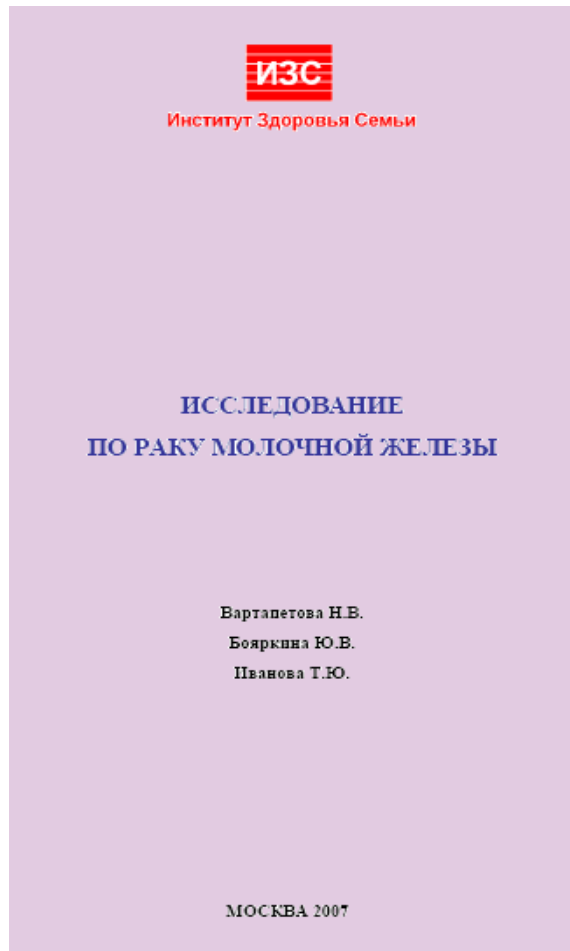 ИЗС
Институт Здоровья Семьи
ИССЛЕДОВАНИЕ
ПО РАКУ МОЛОЧНОЙ ЖЕЛЕЗЫ
Вартапетова Н.В.
Бояркина Ю.В.
Иванова Т.Ю.
МОСКВА 2007